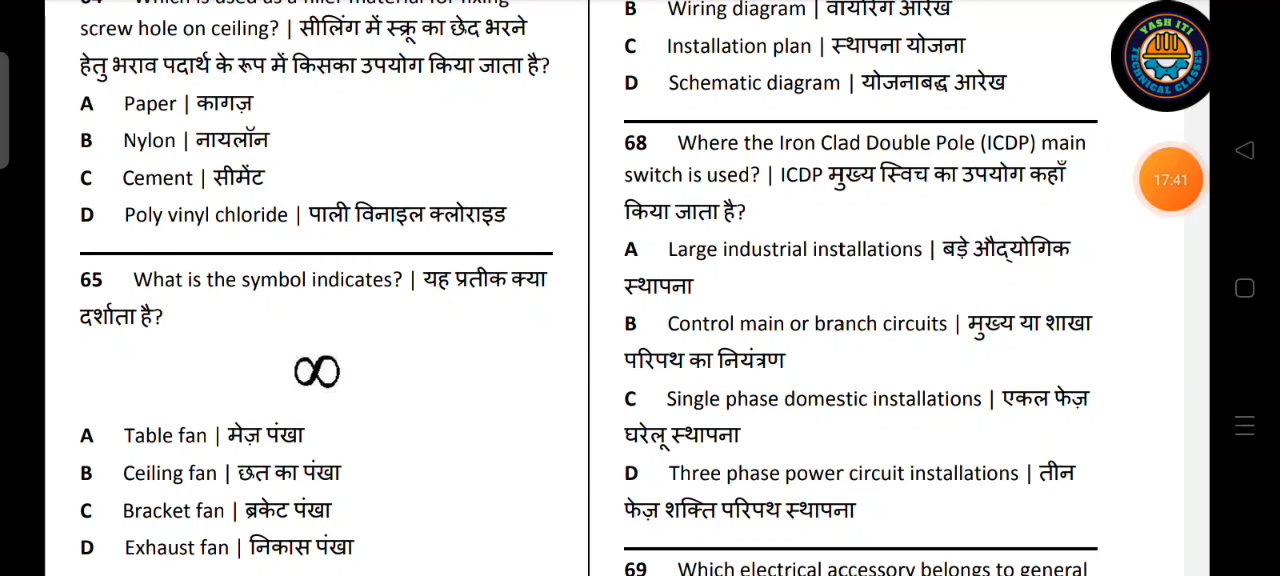 screw hole on ceiling? | सीलिंग में स्क्रू का छेद भरने
हेतु भराव पदार्थ के रूप में किसका उपयोग किया जाता है?
A Paper | कागज़
B Nylon | नायलॉन
C Cement | सीमेंट
D Poly vinyl chloride | पाली विनाइल क्लोराइड
65 What is the symbol indicates? | यह प्रतीक क्या
दर्शाता है?
∞
A Table fan | मेज़ पंखा
B Ceiling fan | छत का पंखा
C Bracket fan | ब्रकेट पंखा
D Exhaust fan | निकास पंखा
B Wiring diagram | वायरिंग आरेख
C Installation plan | स्थापना योजना
D Schematic diagram | योजनाबद्ध आरेख
68 Where the Iron Clad Double Pole (ICDP) main
switch is used? | ICDP मुख्य स्विच का उपयोग कहाँ
किया जाता है?
A Large industrial installations | बड़े औद्योगिक
स्थापना
B Control main or branch circuits | मुख्य या शाखा
परिपथ का नियंत्रण
C Single phase domestic installations | एकल फेज़
घरेलू स्थापना
D Three phase power circuit installations | तीन
फेज़ शक्ति परिपथ स्थापना
69 Which electrical accessory belongs to general
YASH ITI
TECHNICAL CLASSES
17:41